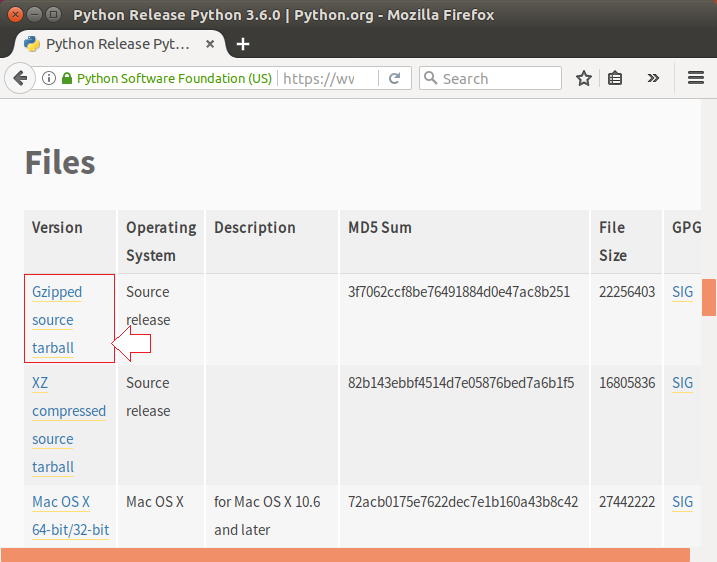 Python Release Python 3.6.0 | Python.org - Mozilla Firefox
Python Release Pyt…
Python Software Foundation (US) https://
Search
Files
Version Operating System Description MD5 Sum File Size GPG
Gzipped source tarball Source release 3f7062ccf8be76491884d0e47ac8b251 22256403 SIG
XZ compressed source tarball Source release 82b143ebbf4514d7e05876bed7a6b1f5 16805836 SIG
Mac OS X 64-bit/32-bit Mac OS X for Mac OS X 10.6 and later 72acb0175e7622dec7e1b160a43b8c42 27442222 SIG